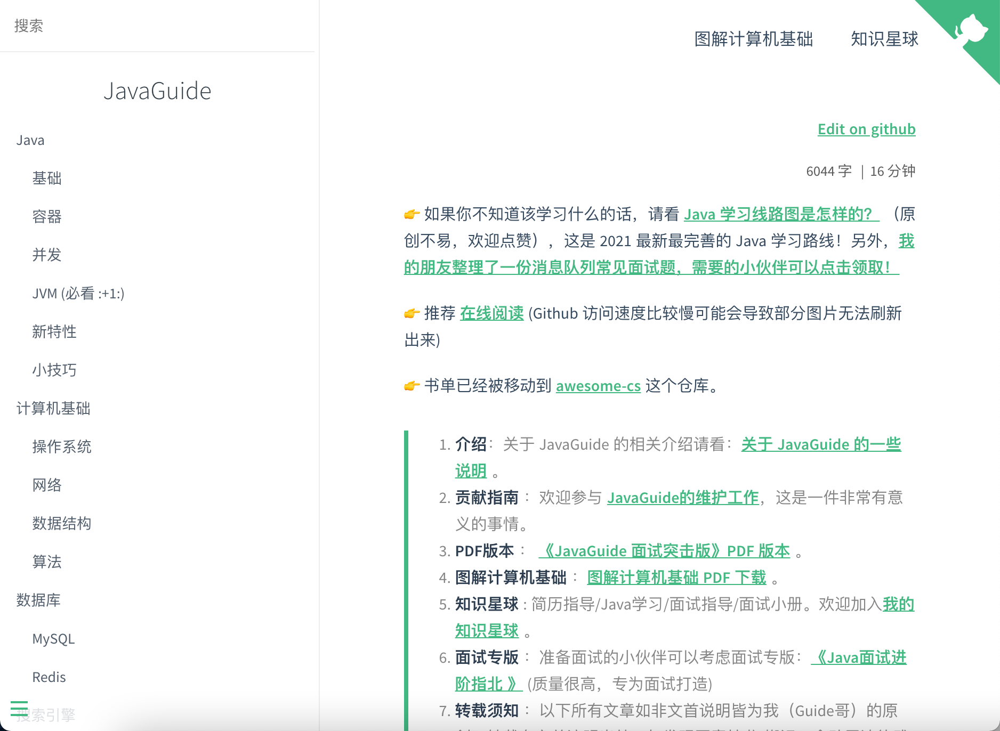 搜索
JavaGuide
Java
基础
容器
并发
JVM (必看 :+1:)
新特性
小技巧
计算机基础
操作系统
网络
数据结构
算法
数据库
MySQL
Redis
搜索引擎
图解计算机基础 知识星球
Edit on github
6044 字 | 16 分钟
👉 如果你不知道该学习什么的话，请看 Java 学习线路图是怎样的？ （原
创不易，欢迎点赞），这是 2021 最新最完善的 Java 学习路线！另外，我
的朋友整理了一份消息队列常见面试题，需要的小伙伴可以点击领取！
👉 推荐 在线阅读 (Github 访问速度比较慢可能会导致部分图片无法刷新
出来)
👉 书单已经被移动到 awesome-cs 这个仓库。
1. 介绍：关于 JavaGuide 的相关介绍请看：关于 JavaGuide 的一些
说明 。
2. 贡献指南 ：欢迎参与 JavaGuide的维护工作，这是一件非常有意
义的事情。
3. PDF版本 ：《JavaGuide 面试突击版》PDF 版本 。
4. 图解计算机基础 ：图解计算机基础 PDF 下载 。
5. 知识星球 : 简历指导/Java学习/面试指导/面试小册。欢迎加入我的
知识星球 。
6. 面试专版 ：准备面试的小伙伴可以考虑面试专版：《Java面试进
阶指北 》 (质量很高，专为面试打造)
7. 转载须知 ：以下所有文章如非文首说明皆为我（Guide哥）的原